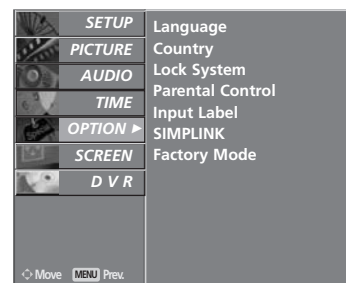 SETUP
PICTURE
AUDIO
TIME
OPTION ►
SCREEN
D V R
Language
Country
Lock System
Parental Control
Input Label
SIMPLINK
Factory Mode
Move MENU Prev.